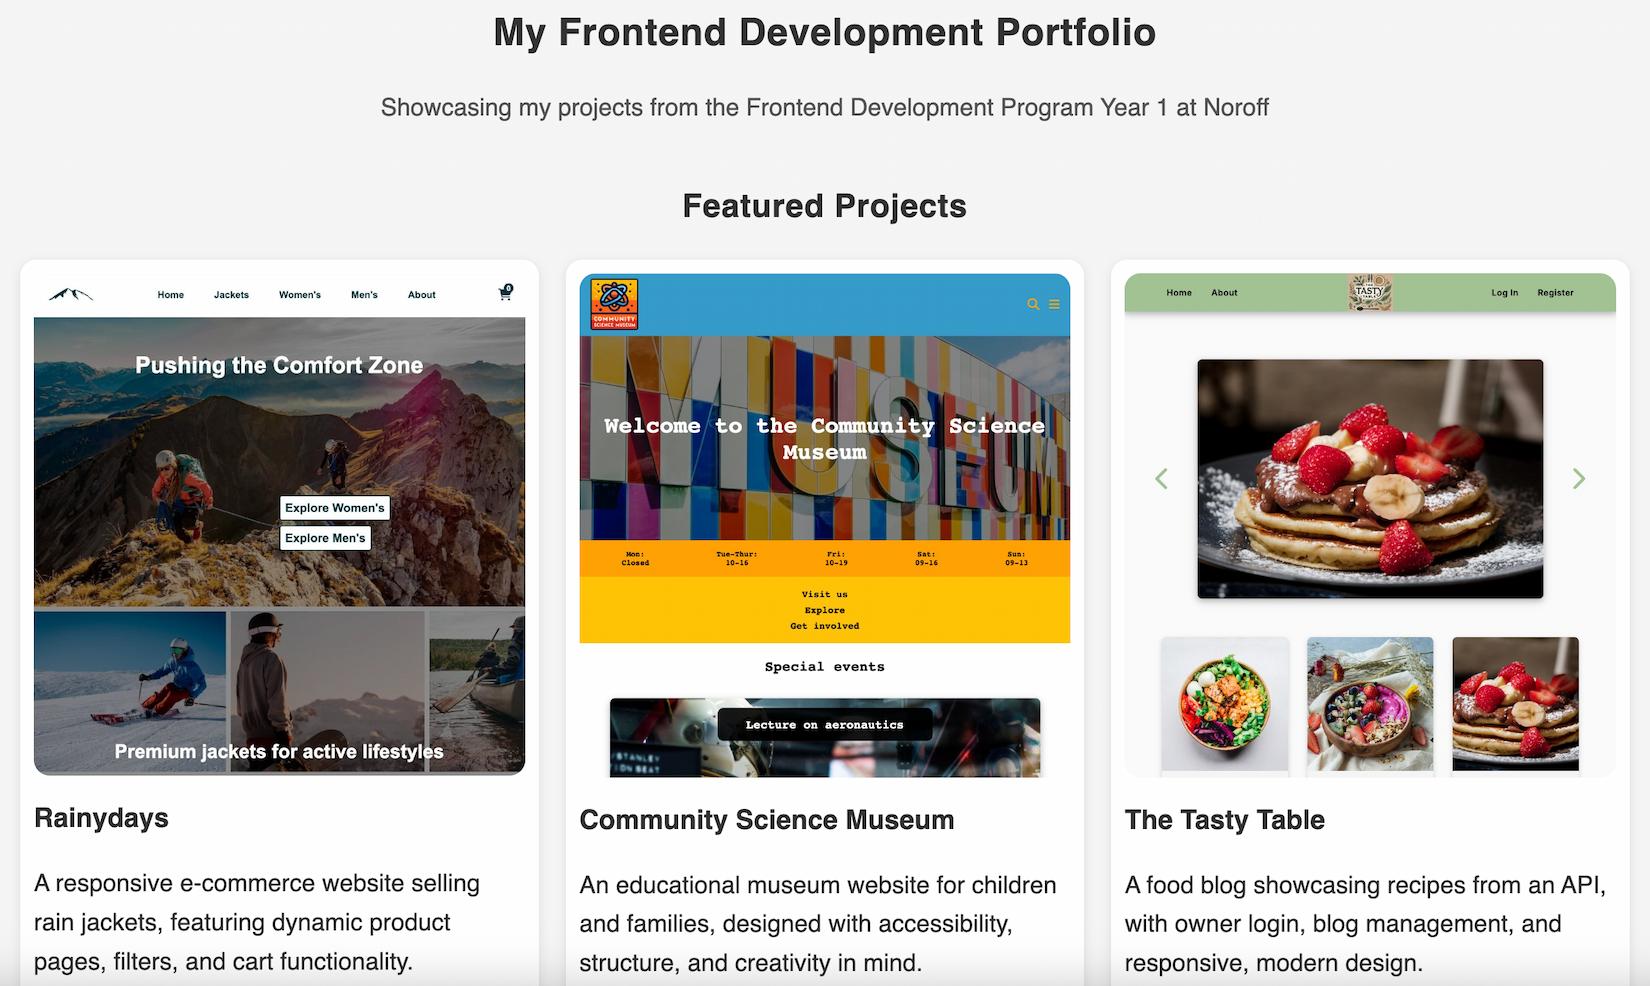 My Frontend Development Portfolio
Showcasing my projects from the Frontend Development Program Year 1 at Noroff
Featured Projects
Home Jackets Women's Men's About 0
Pushing the Comfort Zone
Explore Women's
Explore Men's
Premium jackets for active lifestyles
Rainydays
A responsive e-commerce website selling
rain jackets, featuring dynamic product
pages, filters, and cart functionality.
COMMUNITY
SCIENCE MUSEUM
MUSEUM
Welcome to the Community Science
Museum
Mon: Tue-Thur: Fri: Sat: Sun:
Closed 10-16 10-19 09-16 09-13
Visit us
Explore
Get involved
Special events
Lecture on aeronautics
Community Science Museum
An educational museum website for children
and families, designed with accessibility,
structure, and creativity in mind.
Home About THE TASTY TABLE Log In Register
The Tasty Table
A food blog showcasing recipes from an API,
with owner login, blog management, and
responsive, modern design.